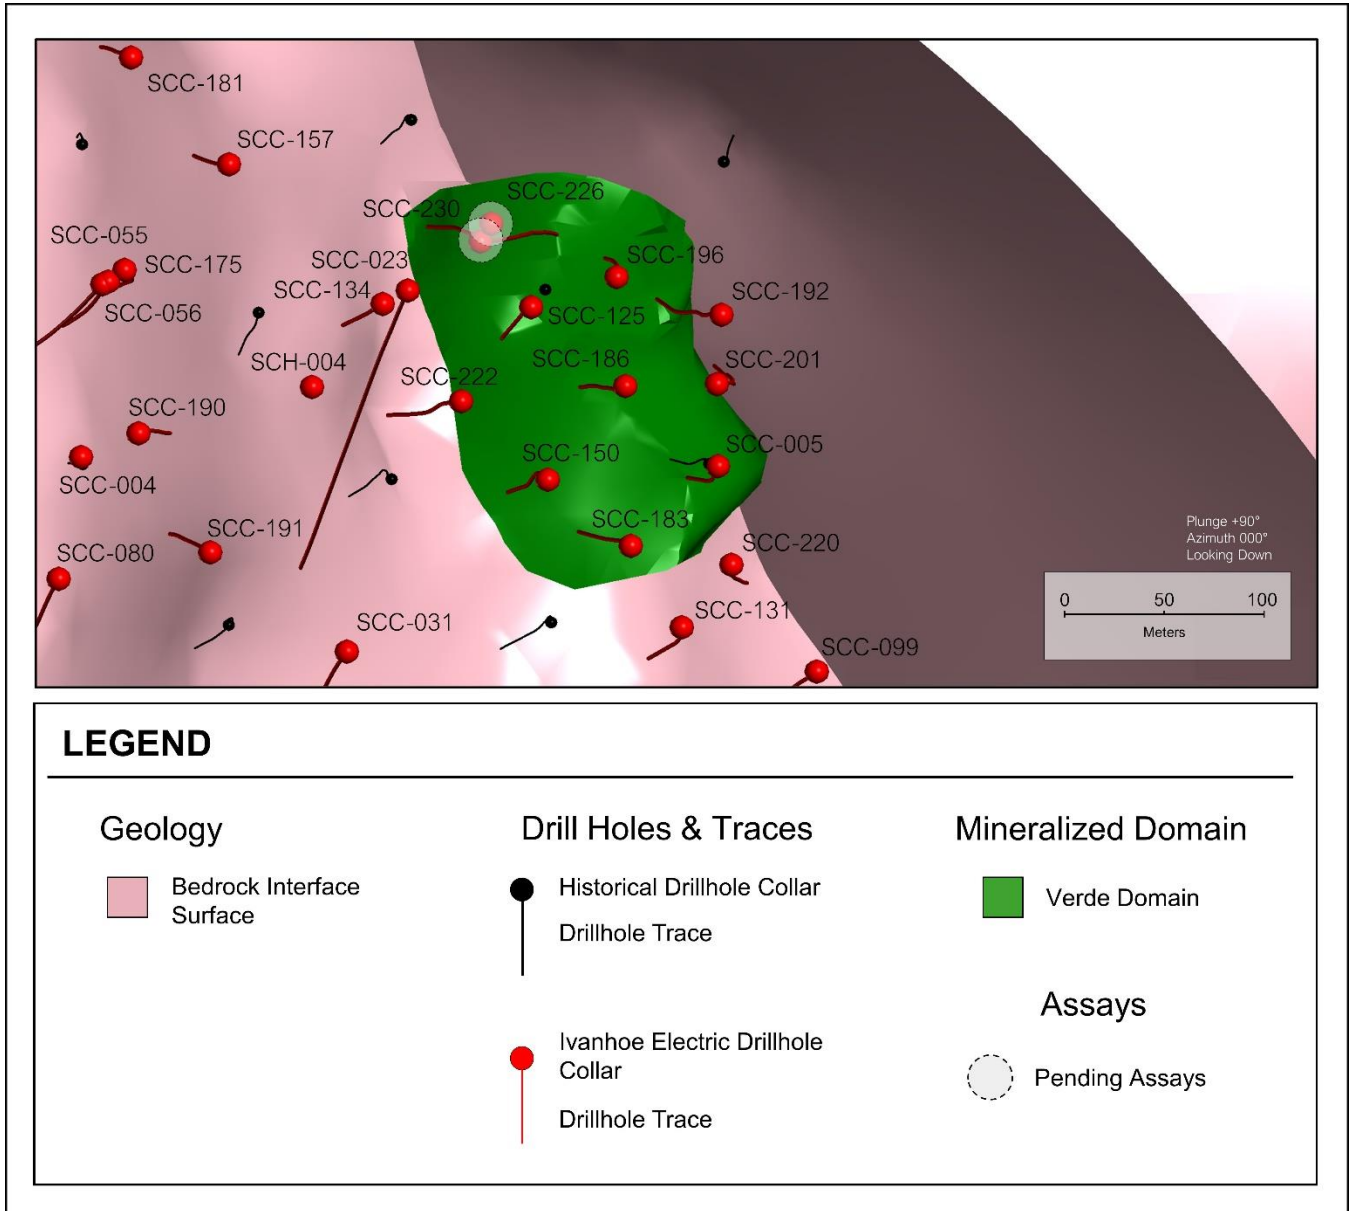 SCC-181
SCC-157
SCC-226
SCC-230
SCC-055
SCC-175
SCC-023
SCC-196
SCC-134
SCC-192
SCC-056
SCC-125
SCH-004
SCC-186
SCC-201
SCC-222
SCC-190
SCC-150
SCC-005
SCC-004
SCC-191
SCC-183
SCC-080
SCC-220
SCC-031
SCC-131
SCC-099
Plunge +90°
Azimuth 000°
Looking Down
0 50 100
Meters
LEGEND
Geology
Bedrock Interface
Surface
Drill Holes & Traces
Historical Drillhole Collar
Drillhole Trace
Ivanhoe Electric Drillhole
Collar
Drillhole Trace
Mineralized Domain
Verde Domain
Assays
Pending Assays